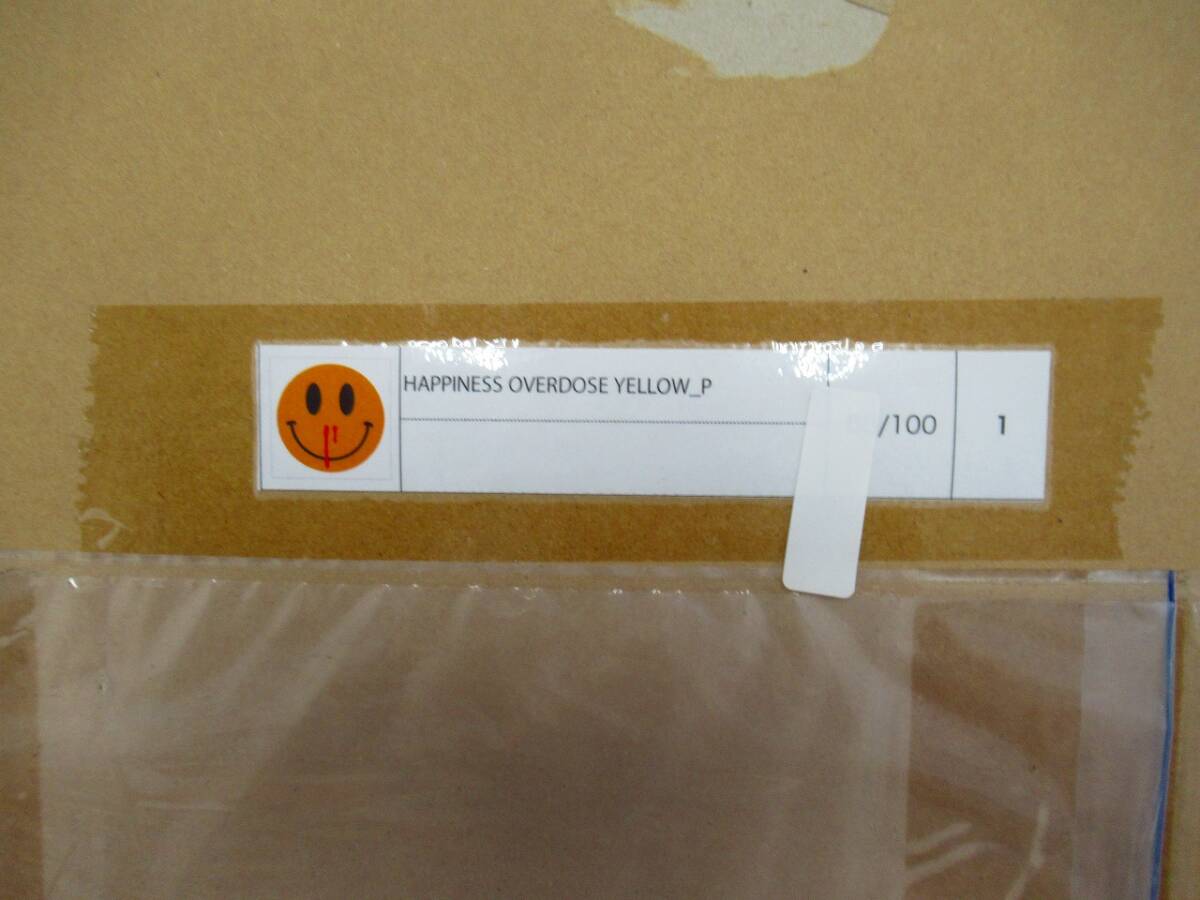 HAPPINESS OVERDOSE YELLOW_P
/100
1